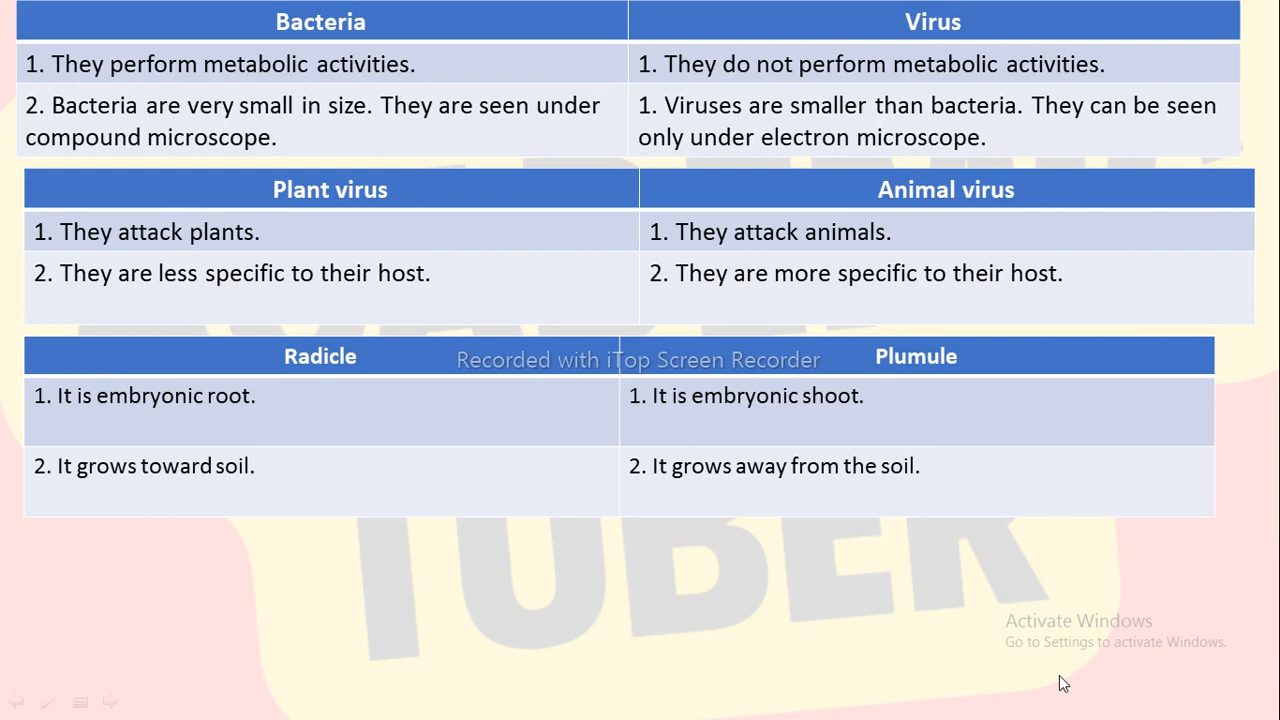 Bacteria
Virus
1. They perform metabolic activities.
1. They do not perform metabolic activities.
2. Bacteria are very small in size. They are seen under
compound microscope.
1. Viruses are smaller than bacteria. They can be seen
only under electron microscope.
Plant virus
Animal virus
1. They attack plants.
1. They attack animals.
2. They are less specific to their host.
2. They are more specific to their host.
Radicle
Plumule
Recorded with iTop Screen Recorder
1. It is embryonic root.
1. It is embryonic shoot.
2. It grows toward soil.
2. It grows away from the soil.
TUBER
Activate Windows
Go to Settings to activate Windows.